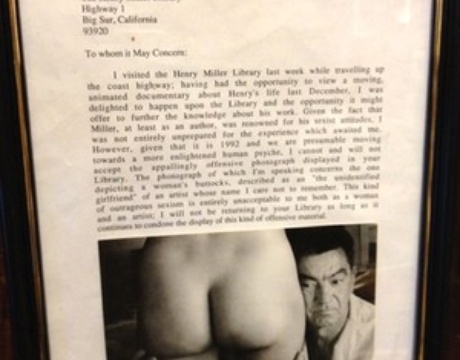 Highway 1
Big Sur, California
93920
To whom it May Concern:
I visited the Henry Miller Library last week while travelling up
the coast highway; having had the opportunity to view a moving,
animated documentary about Henry's life last December, I was
delighted to happen upon the Library and the opportunity it might
offer to further the knowledge about his work. Given the fact that
Miller, at least as an author, was renowned for his sexist attitudes, I
was not entirely unprepared for the experience which awaited me.
However, given that it is 1992 and we are presumable moving
towards a more enlightened human psyche, I cannot and will not
accept the appallingly offensive photograph displayed in your
Library. The photograph of which I'm speaking concerns the one
depicting a woman's buttocks, described as an "the unidentified
girlfriend" of an artist whose name I care not to remember. This kind
of outrageous sexism is entirely unacceptable to me both as a woman
and an artist; I will not be returning to your Library as long as it
continues to condone the display of this kind of offensive material.